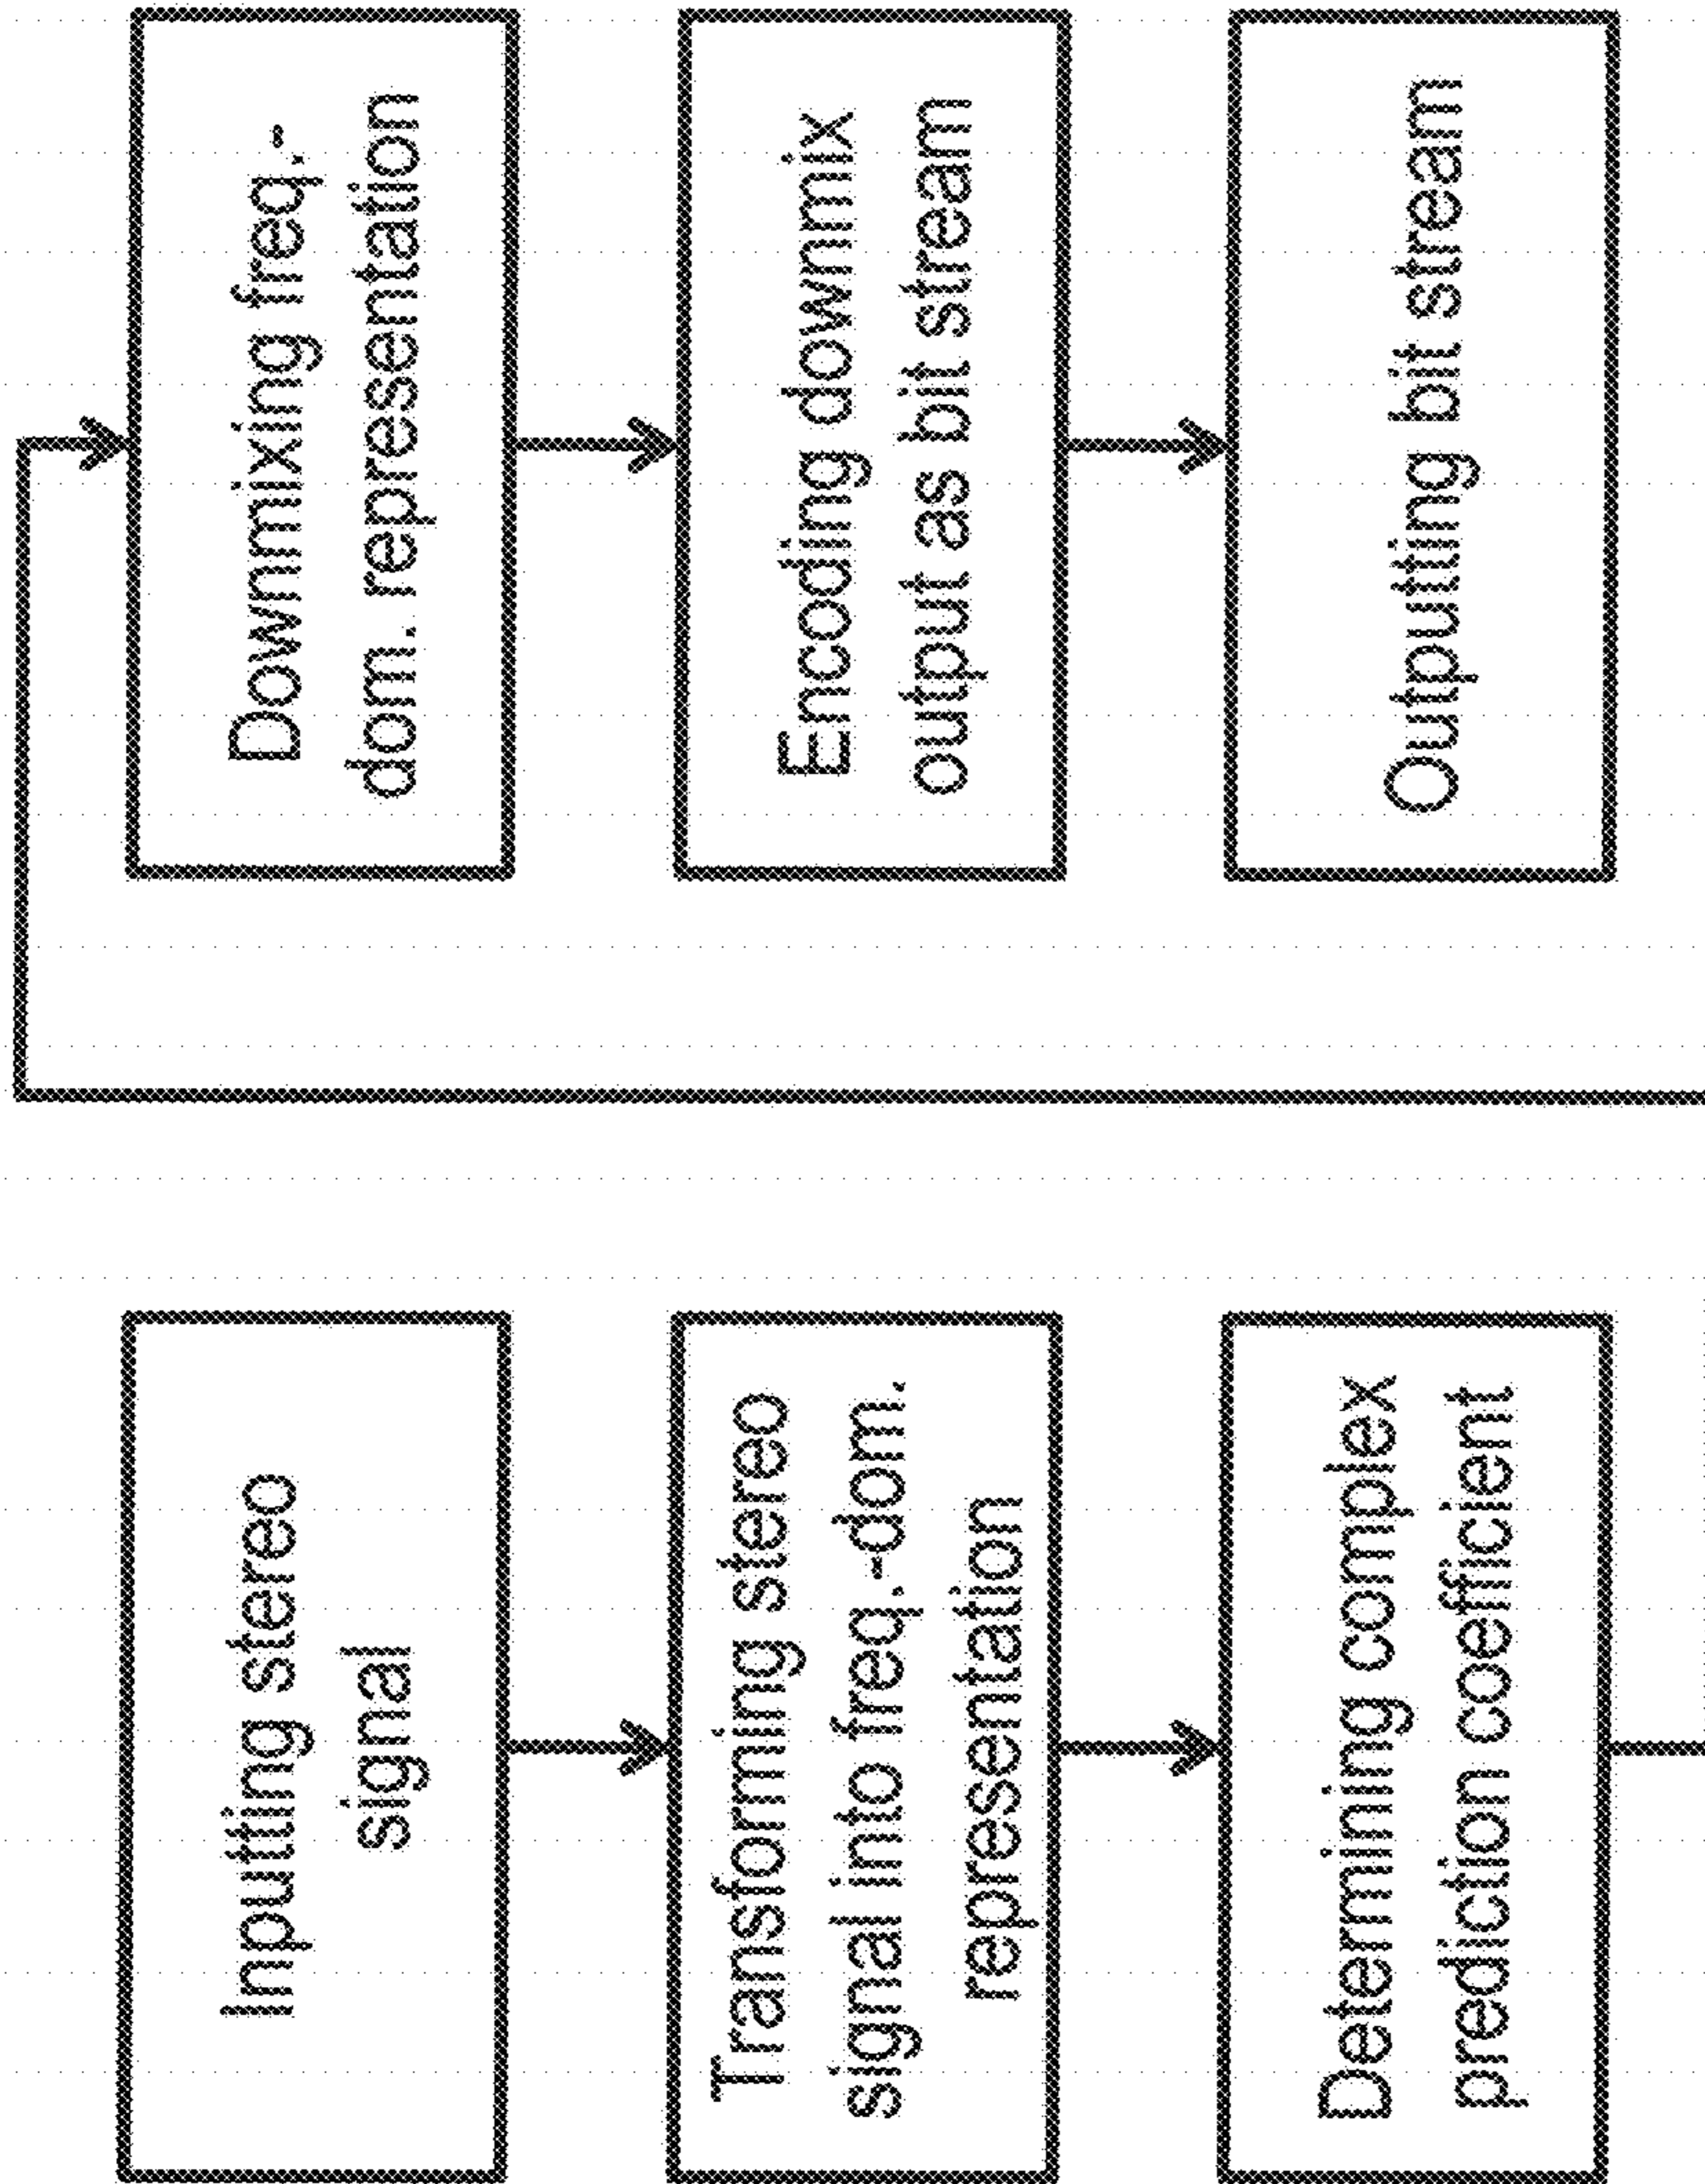 Inputting stereo
signal
Transforming stereo
signal into freq.-dom.
representation
Determining complex
prediction coefficient
Downmixing freq.-
dom. representation
Encoding downmix
output as bit stream
Outputting bit stream